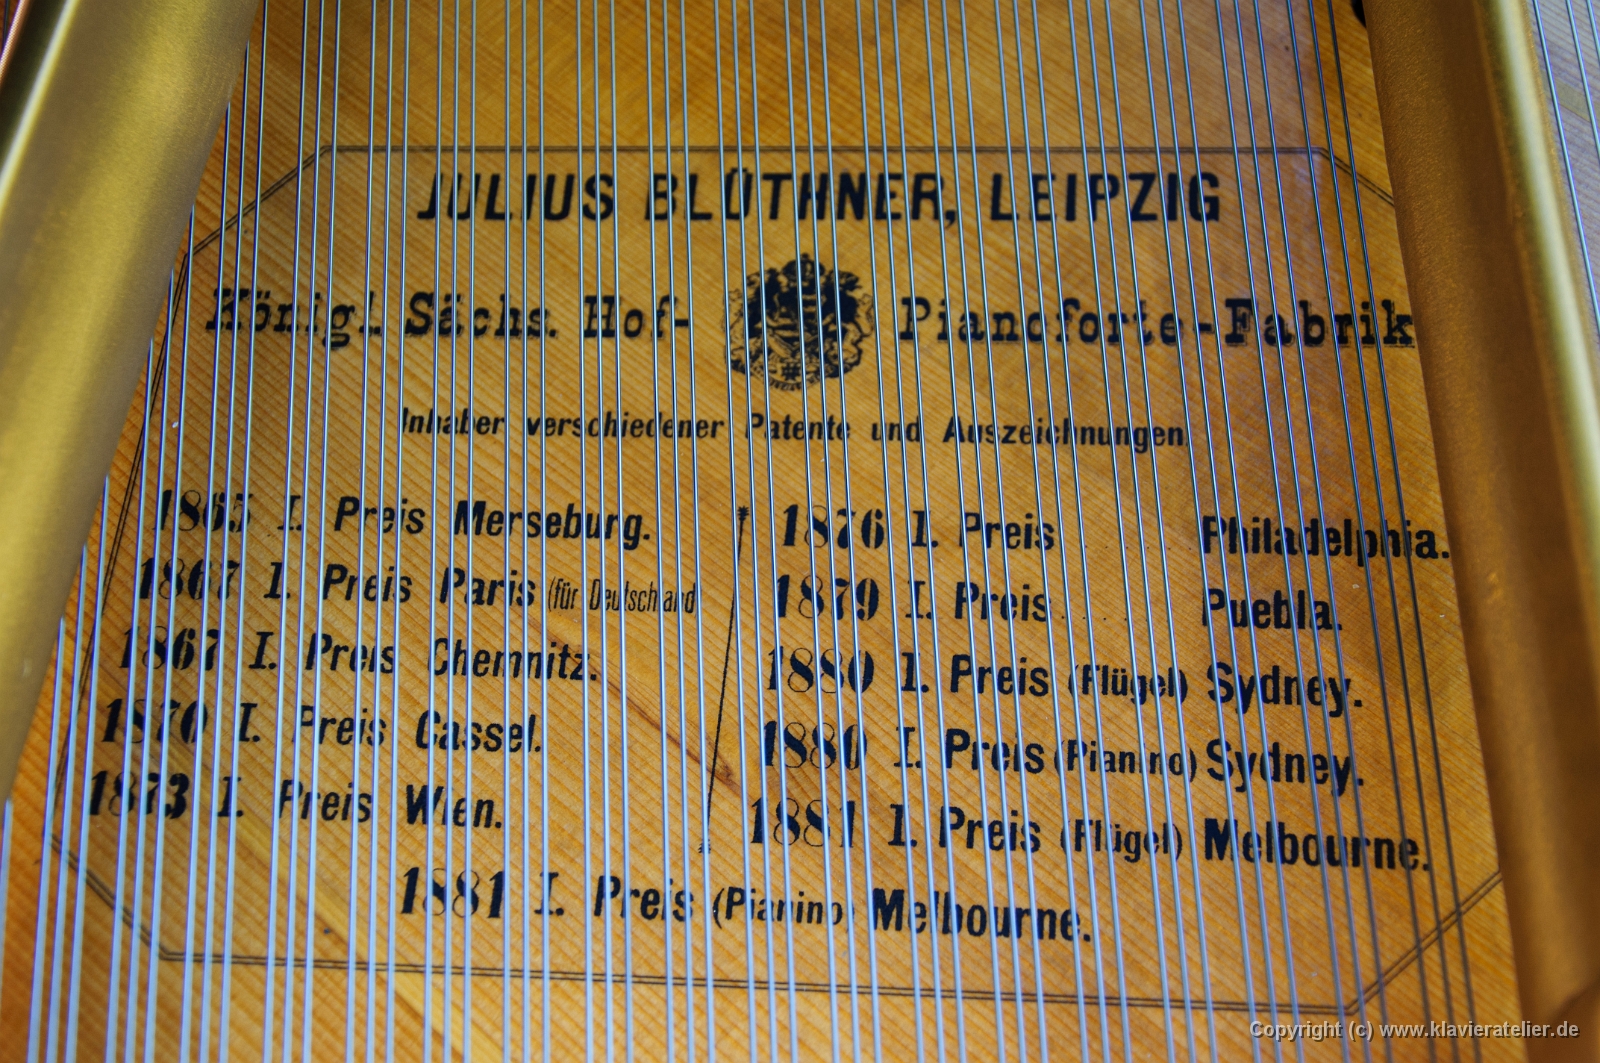 JULIUS BLÜTHNER, LEIPZIG
Königl. Sächs. Hof- Pianoforte-Fabrik
Inhaber verschiedener Patente und Auszeichnungen.
1865 I. Preis Merseburg.
1867 I. Preis Paris (für Deutschland)
1867 I. Preis Chemnitz.
1870 I. Preis Cassel.
1873 I. Preis Wien.
1876 I. Preis . . . . Philadelphia.
1879 I. Preis . . . . Puebla.
1880 I. Preis (Flügel) Sydney.
1880 I. Preis (Pianino) Sydney.
1881 I. Preis (Flügel) Melbourne.
1881 I. Preis (Pianino) Melbourne.
Copyright (c) www.klavieratelier.de